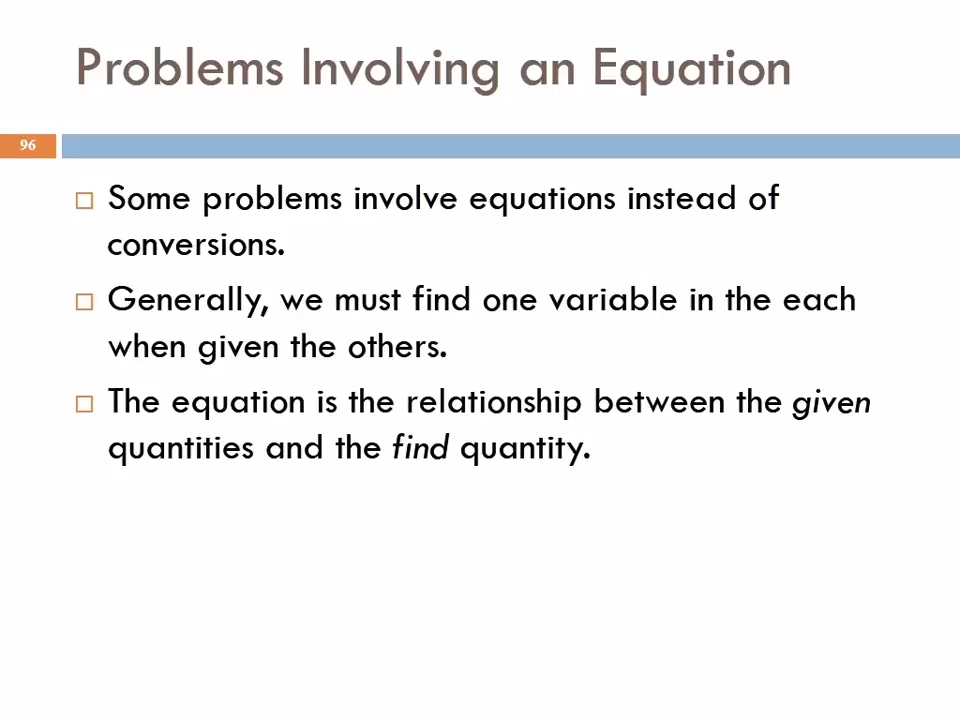 Problems Involving an Equation
96
Some problems involve equations instead of
conversions.
Generally, we must find one variable in the each
when given the others.
The equation is the relationship between the given
quantities and the find quantity.